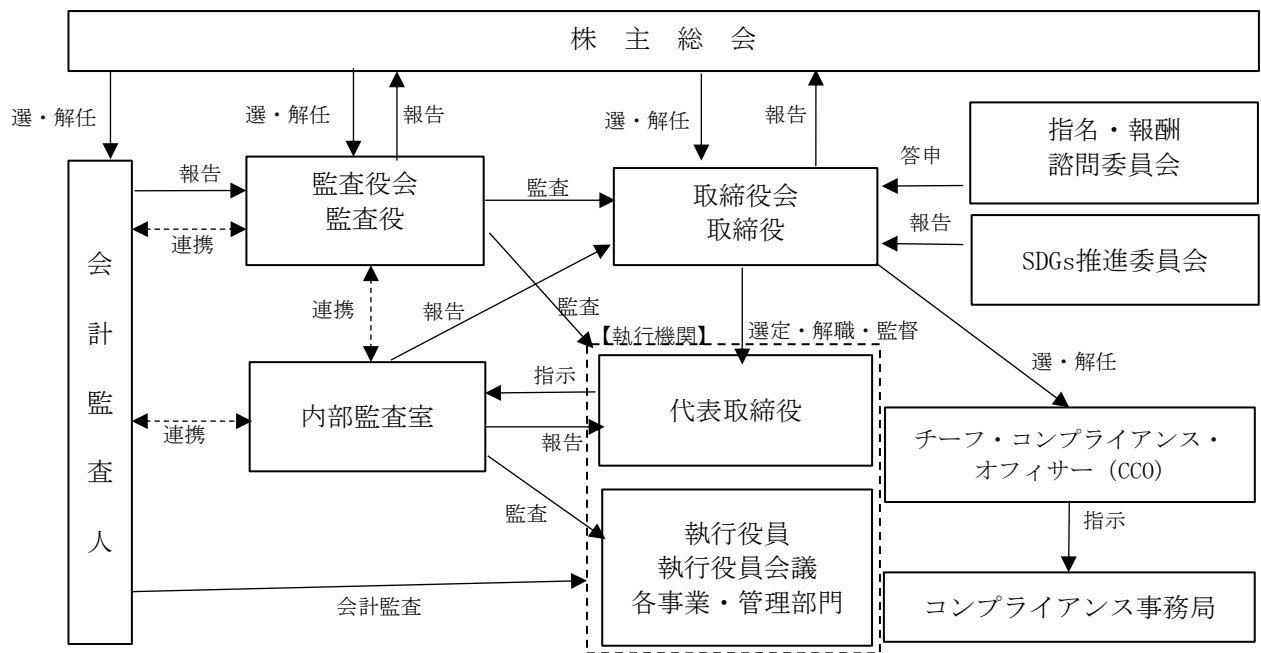 株 主 総 会
選・解任
選・解任
報告
選・解任
報告
指名・報酬
諮問委員会
答申
報告
監査役会
監査役
監査
取締役会
取締役
報告
SDGs推進委員会
連携
会計監査人
連携
報告
監査
【執行機関】
選定・解職・監督
選・解任
指示
内部監査室
代表取締役
連携
報告
チーフ・コンプライアンス・
オフィサー（CCO）
監査
指示
執行役員
執行役員会議
各事業・管理部門
会計監査
コンプライアンス事務局